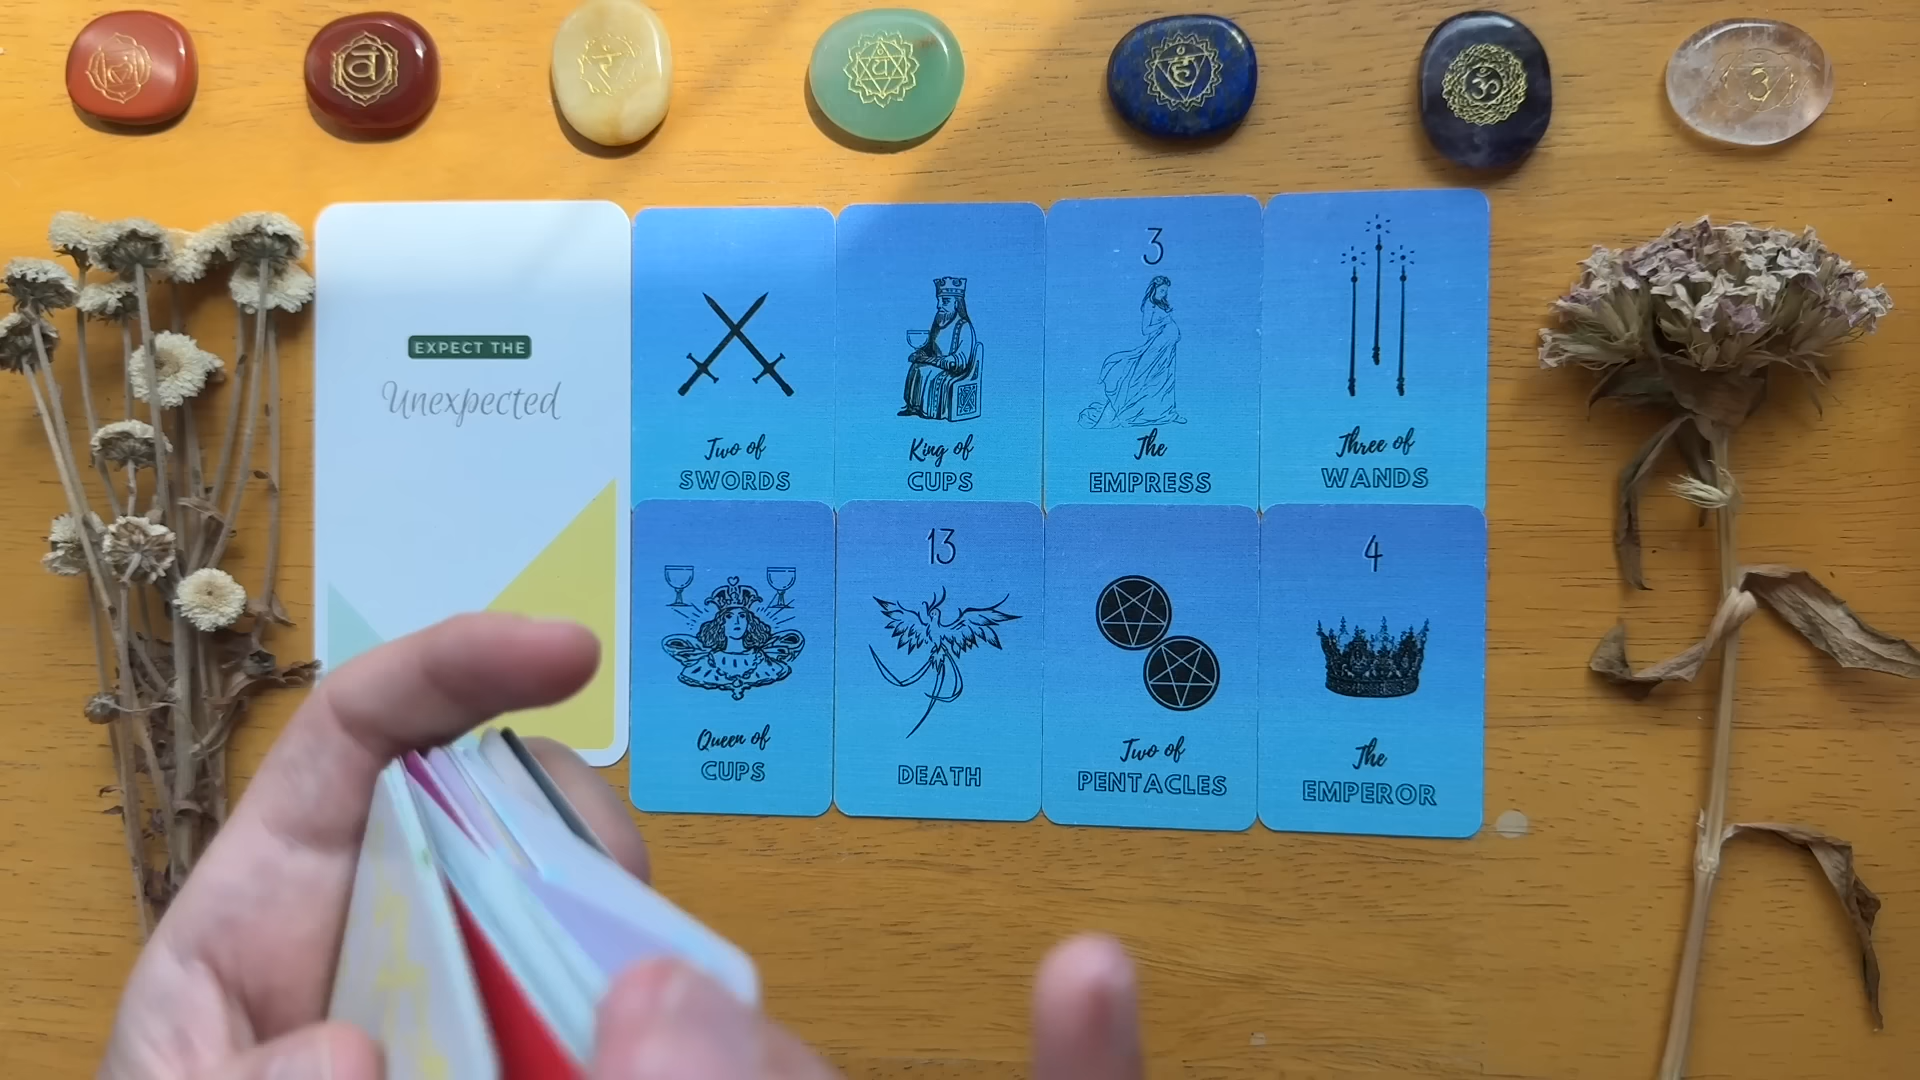 EXPECT THE
Unexpected
Two of
SWORDS
King of
CUPS
3
The
EMPRESS
Three of
WANDS
Queen of
CUPS
13
DEATH
Two of
PENTACLES
4
The
EMPEROR